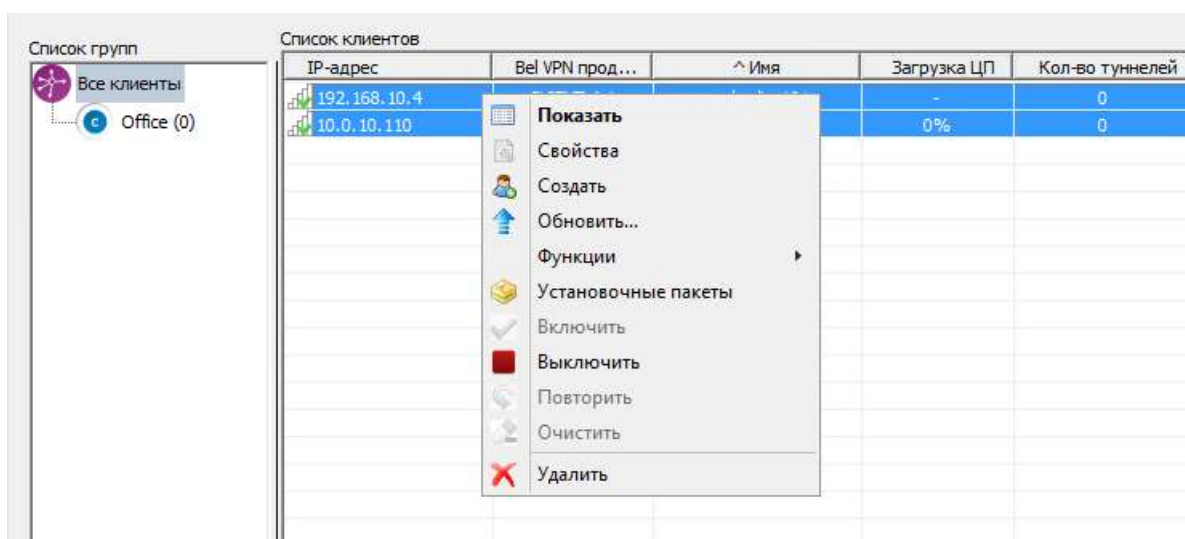 Список групп
Список клиентов
Все клиенты
Office (0)
IP-адрес Bel VPN прод... ^ Имя Загрузка ЦП Кол-во туннелей
192.168.10.4 - 0
10.0.10.110 0% 0
Показать
Свойства
Создать
Обновить...
Функции
Установочные пакеты
Включить
Выключить
Повторить
Очистить
Удалить